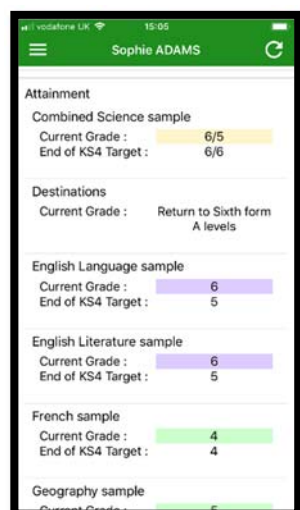 vodafone UK 15:05
Sophie ADAMS
Attainment
Combined Science sample
Current Grade : 6/5
End of KS4 Target : 6/6
Destinations
Current Grade : Return to Sixth form
A levels
English Language sample
Current Grade : 6
End of KS4 Target : 5
English Literature sample
Current Grade : 6
End of KS4 Target : 5
French sample
Current Grade : 4
End of KS4 Target : 4
Geography sample
Current Grade : 5